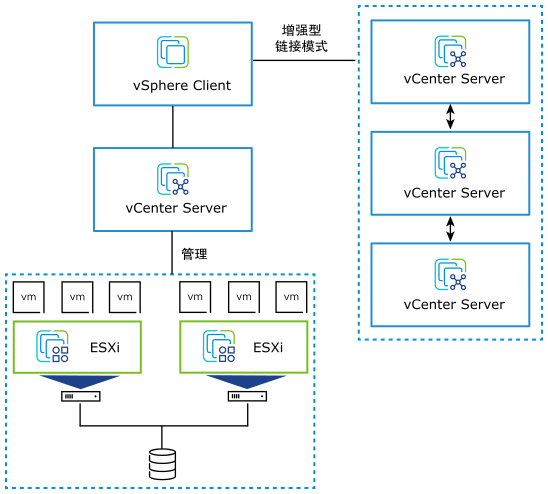 增强型
链接模式
vSphere Client
vCenter Server
vCenter Server
vCenter Server
vCenter Server
管理
vm
vm
vm
vm
vm
vm
ESXi
ESXi